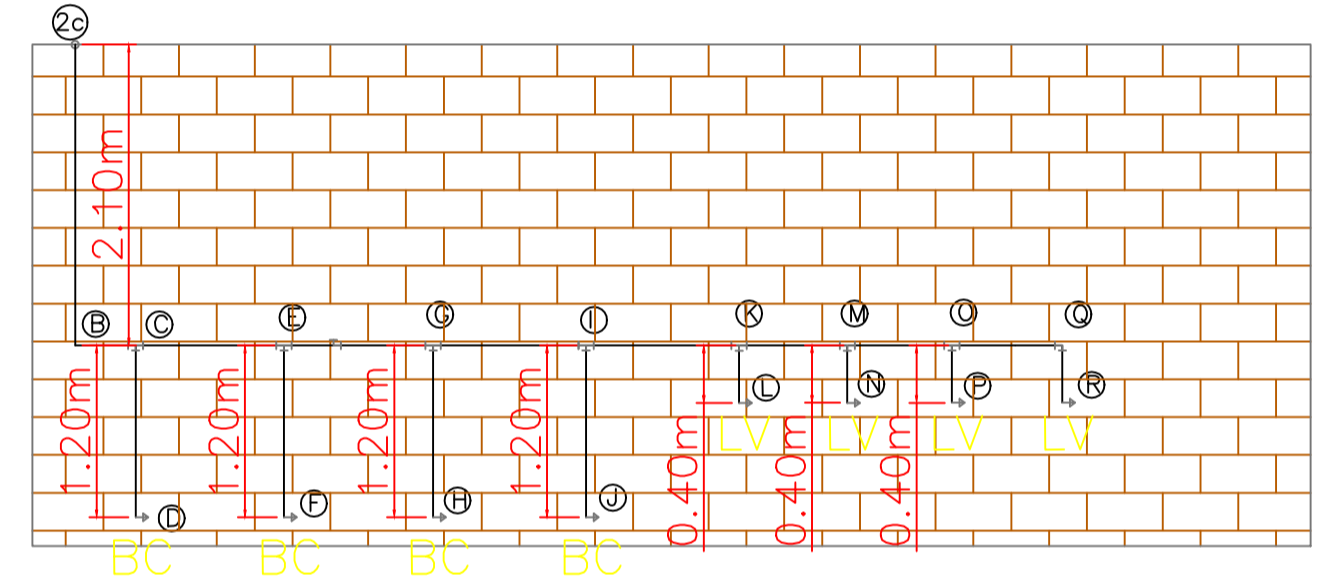 2c
2.10m
B C E G I K M O Q
1.20m 1.20m 1.20m 1.20m
L N P R
LV LV LV LV
0.40m 0.40m 0.40m
D F H J
BC BC BC BC